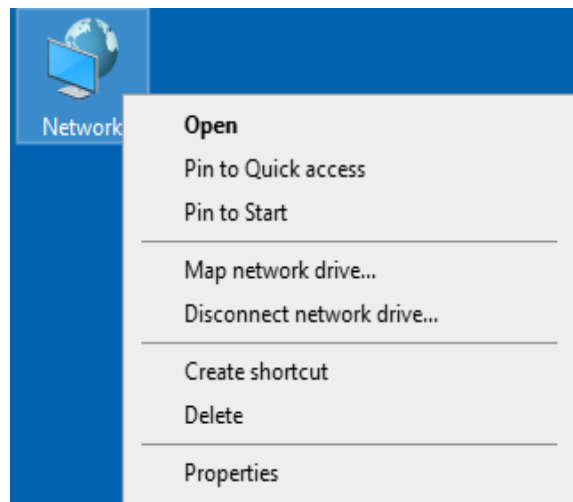 Network
Open
Pin to Quick access
Pin to Start
Map network drive...
Disconnect network drive...
Create shortcut
Delete
Properties